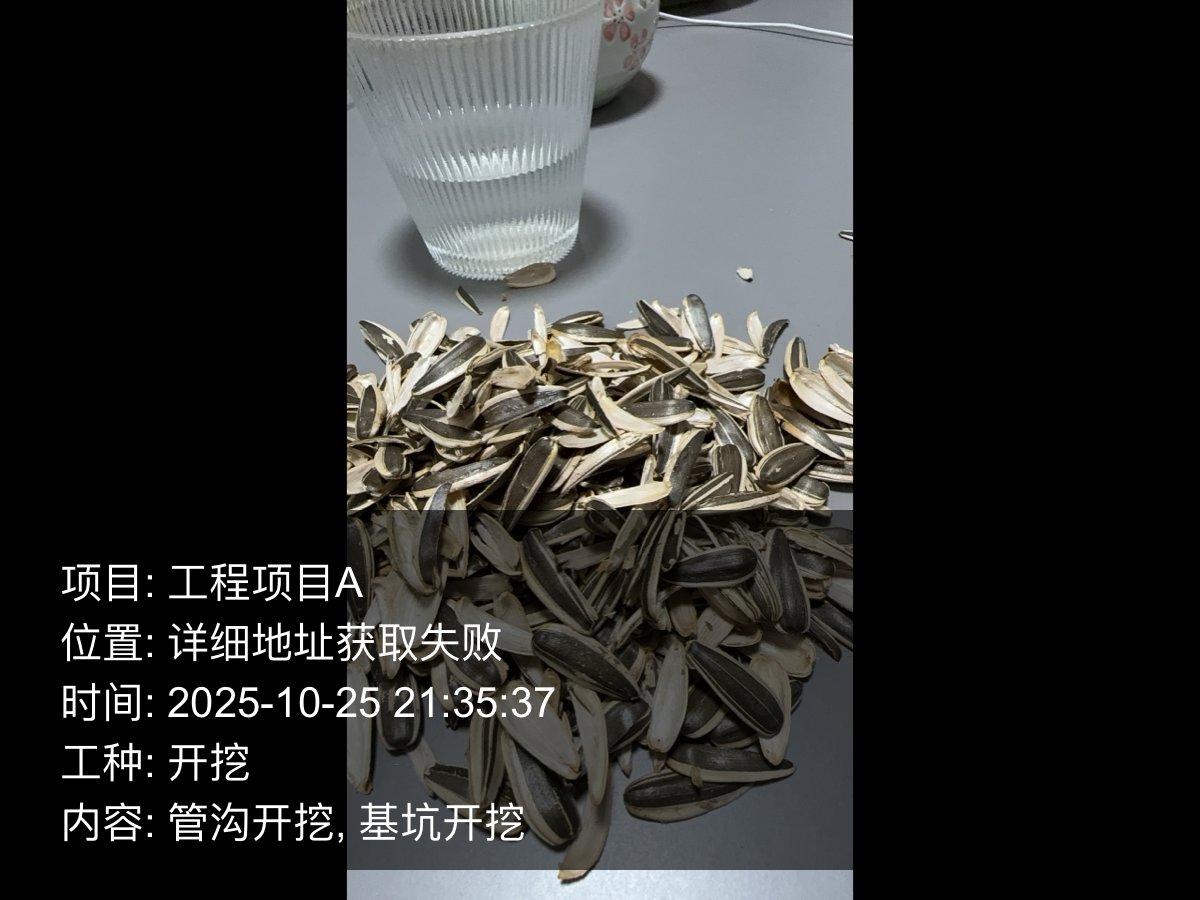 项目: 工程项目A
位置: 详细地址获取失败
时间: 2025-10-25 21:35:37
工种: 开挖
内容: 管沟开挖, 基坑开挖